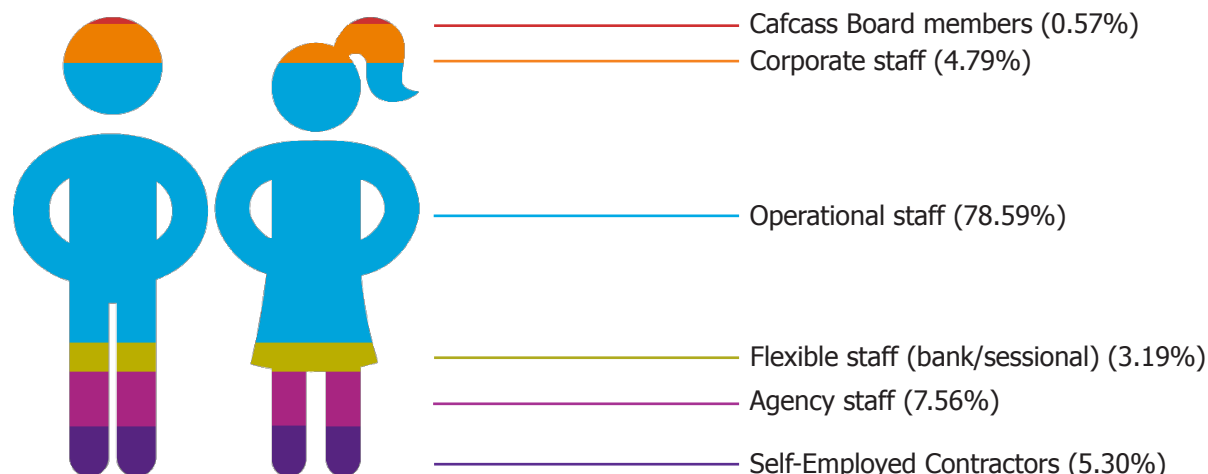 Cafcass Board members (0.57%)
Corporate staff (4.79%)
Operational staff (78.59%)
Flexible staff (bank/sessional) (3.19%)
Agency staff (7.56%)
Self-Employed Contractors (5.30%)